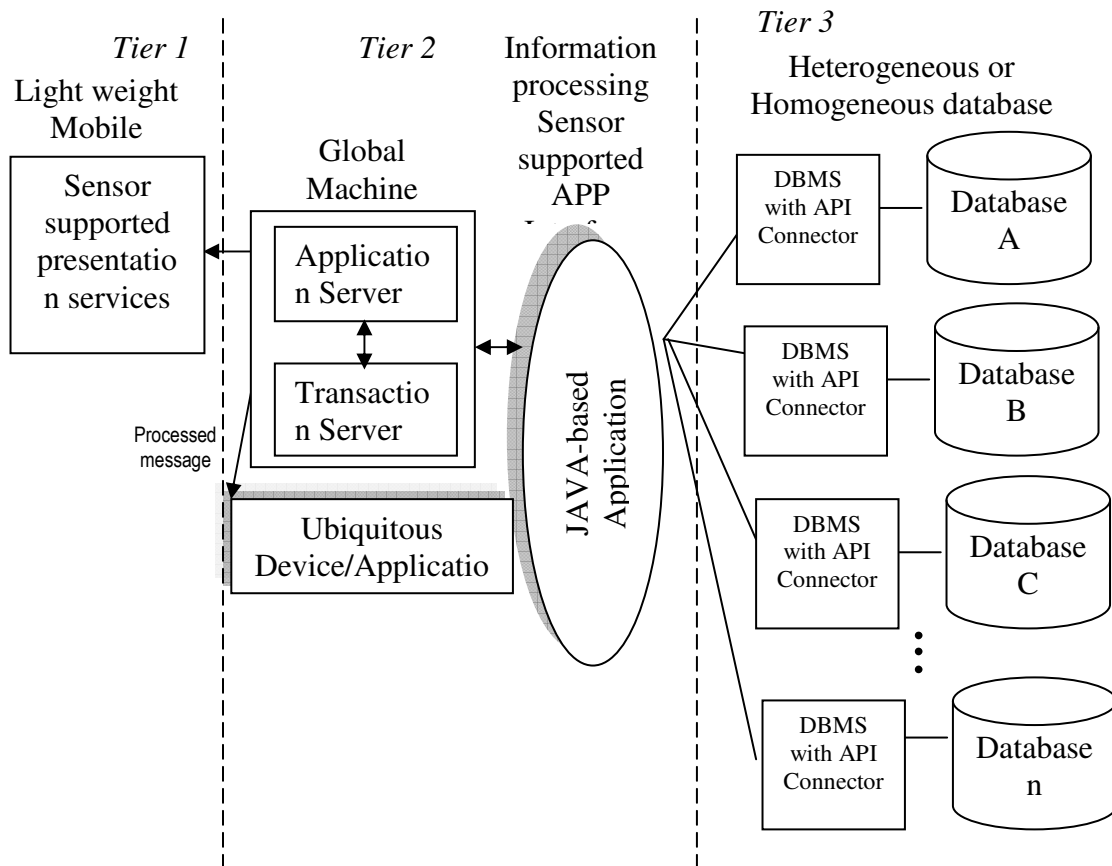 Tier 1
Light weight
Mobile
Sensor
supported
presentatio
n services
Tier 2
Global
Machine
Applicatio
n Server
Transactio
n Server
Processed
message
Ubiquitous
Device/Applicatio
Information
processing
Sensor
supported
APP
JAVA-based
Application
Tier 3
Heterogeneous or
Homogeneous database
DBMS
with API
Connector
Database
A
DBMS
with API
Connector
Database
B
DBMS
with API
Connector
Database
C
DBMS
with API
Connector
Database
n